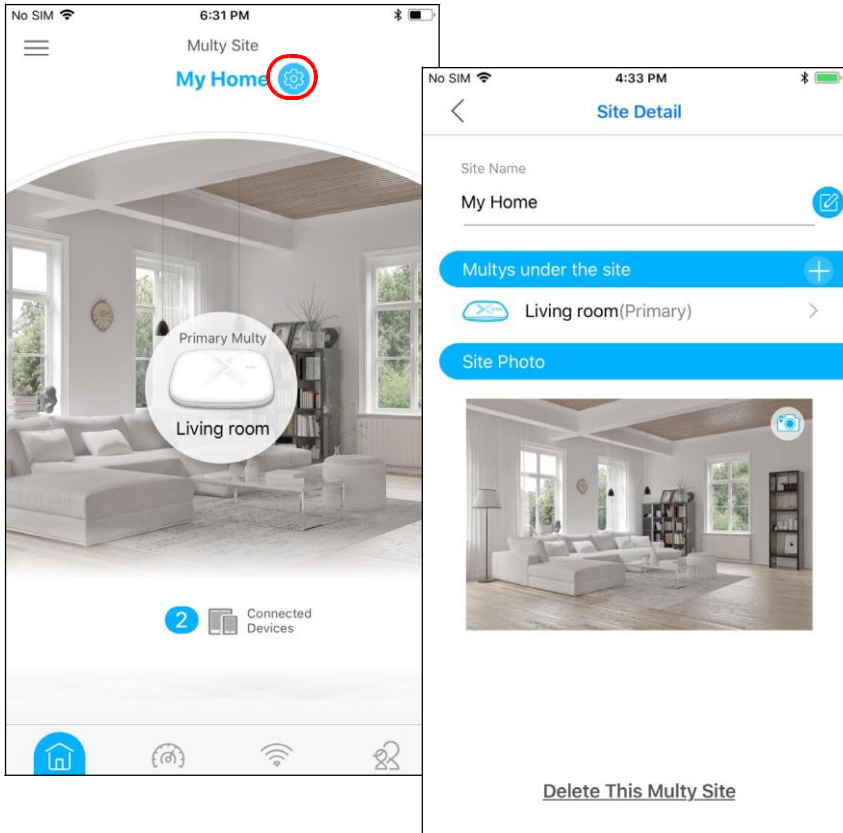 No SIM
6:31 PM
Multy Site
My Home
Primary Multy
Living room
2
Connected
Devices
No SIM
4:33 PM
Site Detail
Site Name
My Home
Multys under the site
Living room(Primary)
Site Photo
Delete This Multy Site